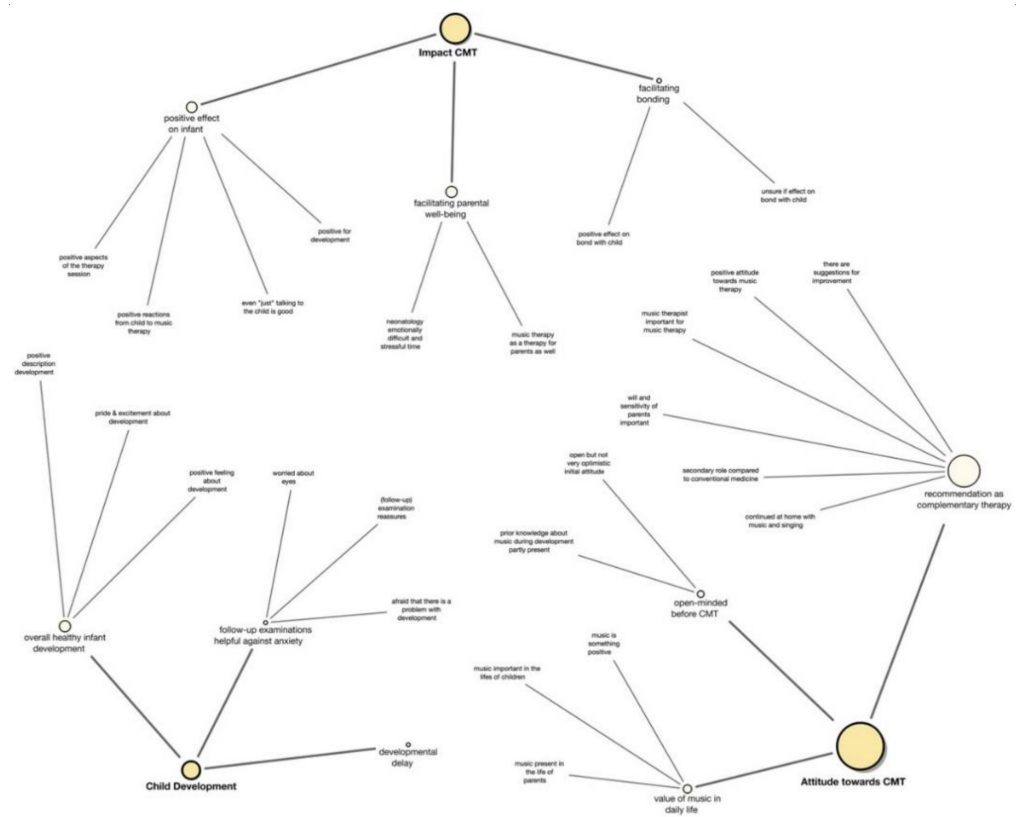 Impact CMT
positive effect
on infant
facilitating parental
well-being
facilitating
bonding
positive aspects
of the therapy
session
positive reactions
from child to music
therapy
even "just" talking to
the child is good
positive for
development
neonatology
emotionally
difficult and
stressful time
music therapy
as a therapy for
parents as well
positive effect on
bond with child
unsure if effect on
bond with child
positive
description
development
pride & excitement about
development
positive feeling
about
development
worried about
eyes
(follow-up)
examination
reassures
afraid that there is a
problem with
development
overall healthy infant
development
follow-up examinations
helpful against anxiety
developmental
delay
Child Development
there are
suggestions for
improvement
positive attitude
towards music
therapy
music therapist
important for
music therapy
will and
sensitivity of
parents
important
secondary role compared
to conventional medicine
continued at home with
music and singing
recommendation as
complementary therapy
open but not
very optimistic
initial attitude
prior knowledge about
music during development
partly present
open-minded
before CMT
music is
something
positive
music important in the
lifes of children
music present in
the life of
parents
value of music in
daily life
Attitude towards CMT